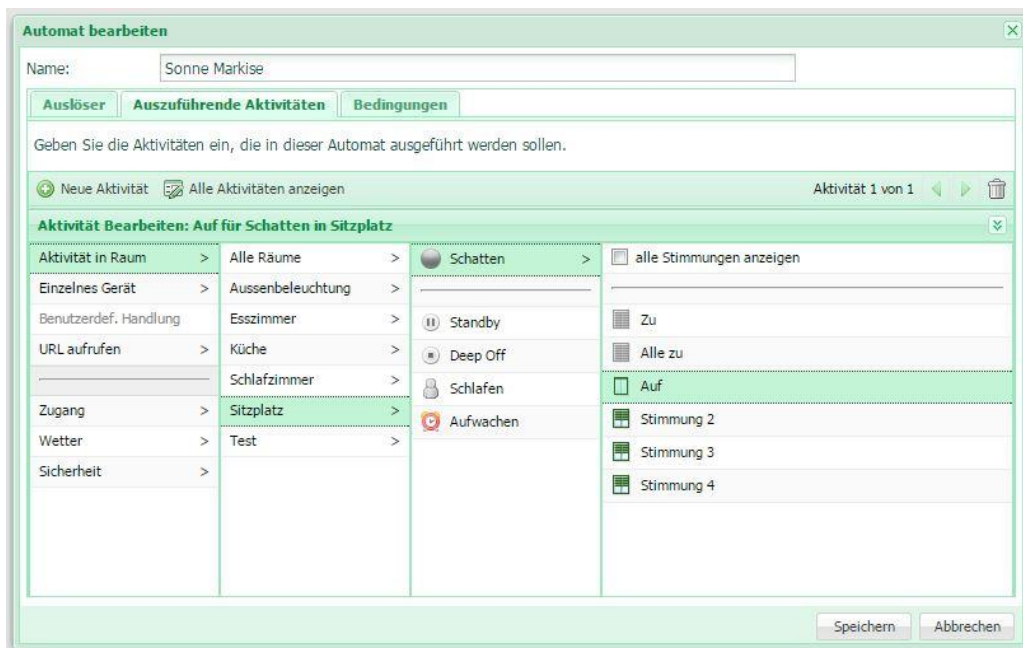 Automat bearbeiten
Name: Sonne Markise
Auslöser Auszuführende Aktivitäten Bedingungen
Geben Sie die Aktivitäten ein, die in dieser Automat ausgeführt werden sollen.
Neue Aktivität Alle Aktivitäten anzeigen Aktivität 1 von 1
Aktivität Bearbeiten: Auf für Schatten in Sitzplatz
Aktivität in Raum >
Einzelnes Gerät >
Benutzerdef. Handlung
URL aufrufen >
Zugang >
Wetter >
Sicherheit >
Alle Räume >
Aussenbeleuchtung >
Esszimmer >
Küche >
Schlafzimmer >
Sitzplatz >
Test >
Schatten >
Standby
Deep Off
Schlafen
Aufwachen
alle Stimmungen anzeigen
Zu
Alle zu
Auf
Stimmung 2
Stimmung 3
Stimmung 4
Speichern Abbrechen